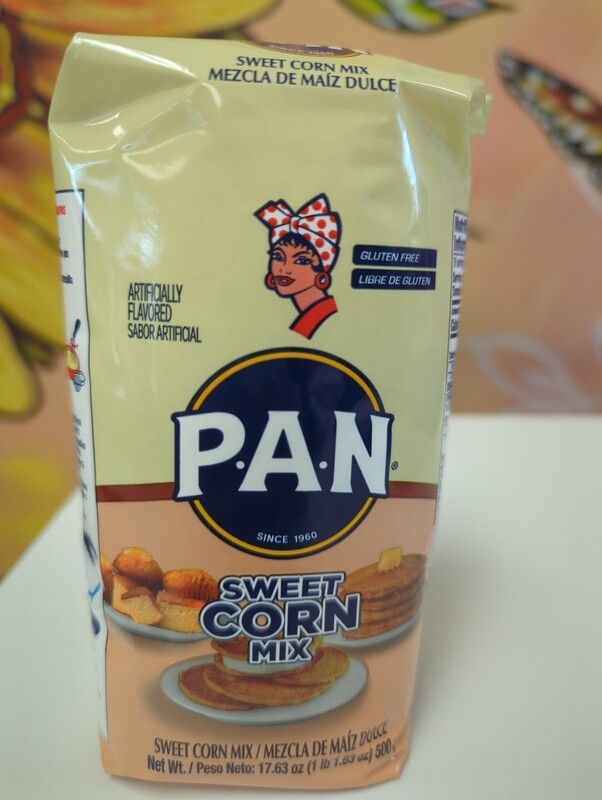 SINCE 1960
SWEET CORN MIX
MEZCLA DE MAÍZ DULCE
GLUTEN FREE
LIBRE DE GLUTEN
ARTIFICIALLY
FLAVORED
SABOR ARTIFICIAL
P.A.N®
SINCE 1960
SWEET
CORN
MIX
SWEET CORN MIX / MEZCLA DE MAÍZ DULCE
Net Wt. / Peso Neto: 17.63 oz (1 lb 1.63 oz) 500